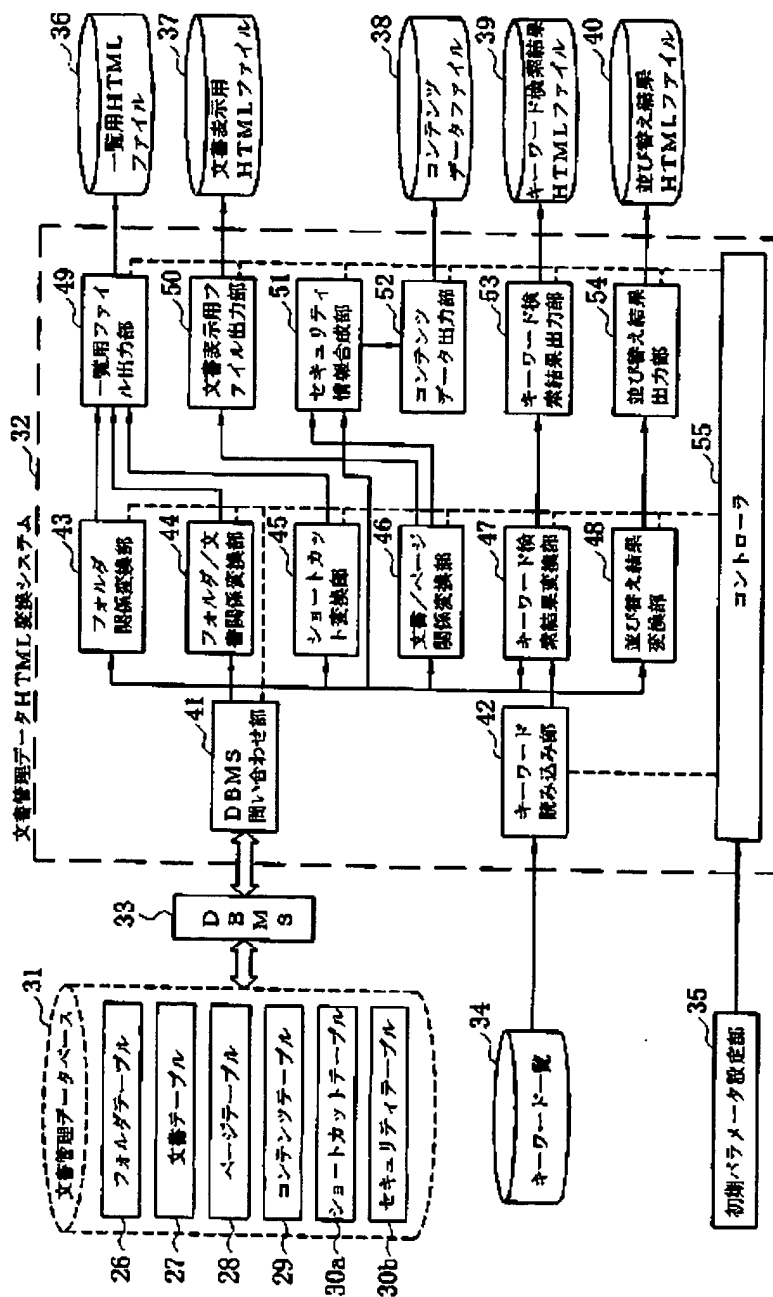 文書管理データベース
31
フォルダテーブル
26
文書テーブル
27
ページテーブル
28
コンテンツテーブル
29
ショートカットテーブル
30a
セキュリティテーブル
30b
33
DBMS
キーワード一覧
34
初期パラメータ設定部
35
文書管理データHTML変換システム
32
DBMS
問い合わせ部
41
キーワード
読み込み部
42
フォルダ
関係変換部
43
フォルダ/文
書関係変換部
44
ショートカッ
ト変換部
45
文書/ページ
関係変換部
46
キーワード検
索結果変換部
47
並び替え結果
変換部
48
一覧用ファイ
ル出力部
49
文書表示用フ
ァイル出力部
50
セキュリティ
情報合成部
51
コンテンツ
データ出力部
52
キーワード検
索結果出力部
53
並び替え結果
出力部
54
コントローラ
55
一覧用HTML
ファイル
36
文書表示用
HTMLファイル
37
コンテンツ
データファイル
38
キーワード検索結果
HTMLファイル
39
並び替え結果
HTMLファイル
40